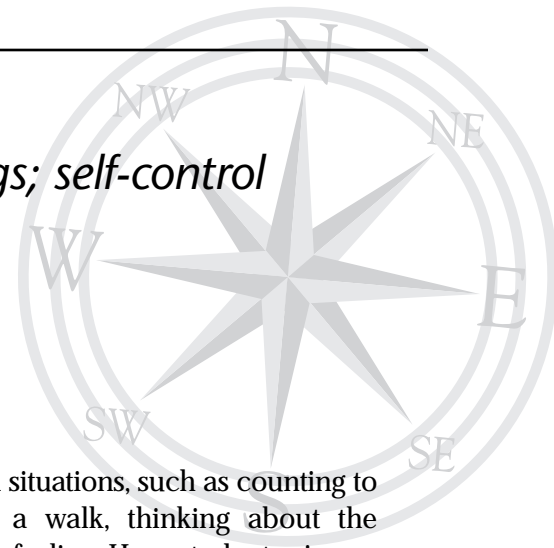 N
NW
NE
gs; self-control
W
E
SW
SE
situations, such as counting to
S
a walk, thinking about the